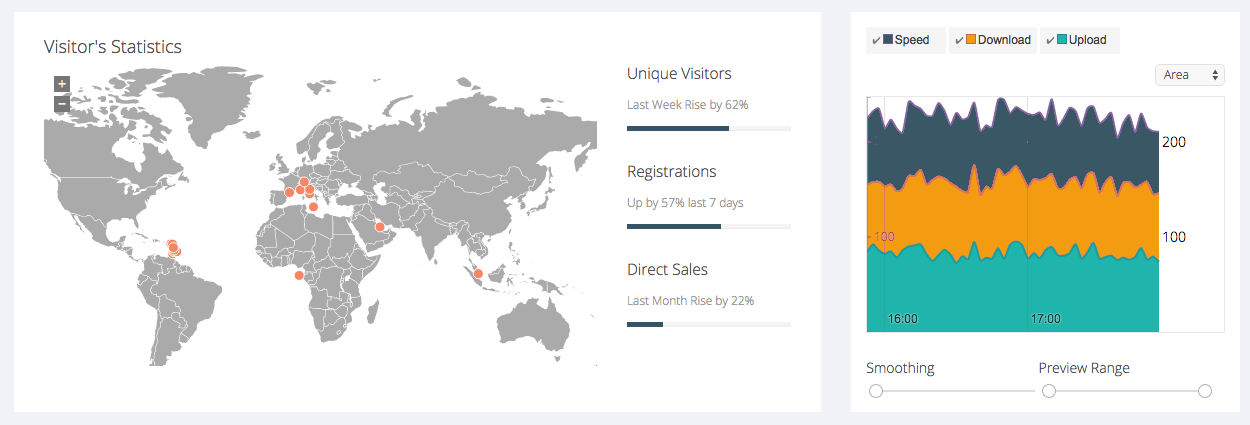 Visitor's Statistics
+
−
Unique Visitors
Last Week Rise by 62%
Registrations
Up by 57% last 7 days
Direct Sales
Last Month Rise by 22%
✔ Speed ✔ Download ✔ Upload
Area
200
100 100
16:00 17:00
Smoothing Preview Range